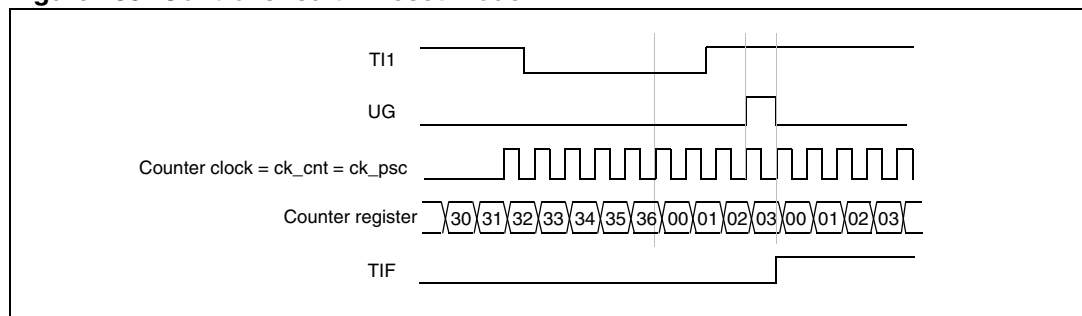 TI1
UG
Counter clock = ck_cnt = ck_psc
Counter register 30 31 32 33 34 35 36 00 01 02 03 00 01 02 03
TIF